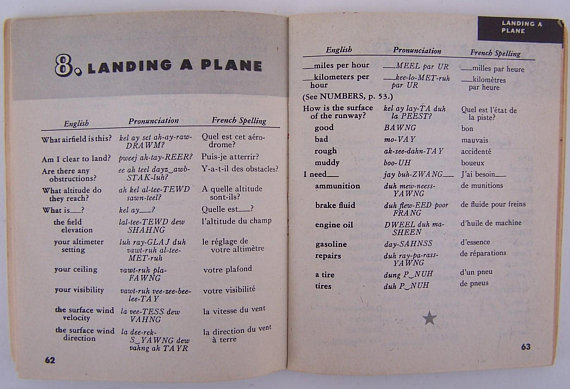 8. LANDING A PLANE
English Pronunciation French Spelling
What airfield is this? kel ay set ah-ay-raw- Quel est cet aéro-
DRAWM? drome?
Am I clear to land? pweej ah-tay-REER? Puis-je atterrir?
Are there any ee ah teel days_awb- Y-a-t-il des obstacles?
obstructions? STAK-luh?
What altitude do ah kel al-tee-TEWD A quelle altitude
they reach? sawn-teel? sont-ils?
What is___? kel ay___? Quelle est___?
the field lal-tee-TEWD dew l'altitude du champ
elevation SHAHNG
your altimeter luh ray-GLAJ duh le réglage de
setting vawt-ruh al-tee- votre altimètre
MET-ruh
your ceiling vawt-ruh pla- votre plafond
FAWNG
your visibility vawt-ruh vee-zee-bee- votre visibilité
lee-TAY
the surface wind la vee-TESS dew la vitesse du vent
velocity VAHNG
the surface wind la dee-rek- la direction du vent
direction S_YAWNG dew à terre
vahng ah TAYR
62
LANDING A
PLANE
English Pronunciation French Spelling
___miles per hour ___MEEL par UR ___milles par heure
___kilometers per ___kee-lo-MET-ruh ___kilomètres
hour par UR par heure
(See NUMBERS, p. 53.)
How is the surface kel ay lay-TA duh Quel est l'état de
of the runway? la PEEST? la piste?
good BAWNG bon
bad mo-VAY mauvais
rough ah-see-dahn-TAY accidenté
muddy boo-UH boueux
I need___ jay buh-ZWANG___ J'ai besoin___
ammunition duh mew-neess- de munitions
YAWNG
brake fluid duh flew-EED poor de fluide pour freins
FRANG
engine oil DWEEL duh ma- d'huile de machine
SHEEN
gasoline day-SAHNSS d'essence
repairs duh ray-pa-rass- de réparations
YAWNG
a tire dung P_NUH d'un pneu
tires duh P_NUH de pneus
63